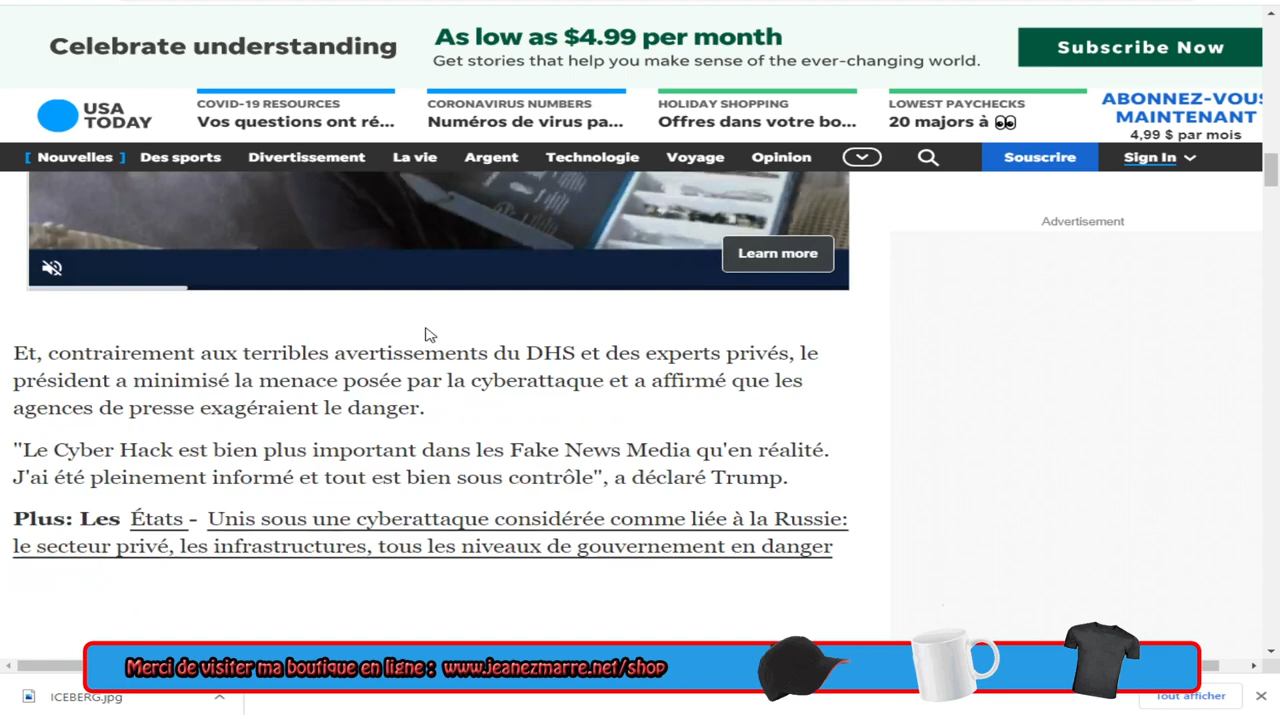 Celebrate understanding
As low as $4.99 per month
Get stories that help you make sense of the ever-changing world.
Subscribe Now
USA
TODAY
COVID-19 RESOURCES
Vos questions ont ré...
CORONAVIRUS NUMBERS
Numéros de virus pa...
HOLIDAY SHOPPING
Offres dans votre bo...
LOWEST PAYCHECKS
20 majors à 👀
ABONNEZ-VOUS
MAINTENANT
4,99 $ par mois
[ Nouvelles ] Des sports Divertissement La vie Argent Technologie Voyage Opinion Souscrire Sign In
Advertisement
Learn more
Et, contrairement aux terribles avertissements du DHS et des experts privés, le
président a minimisé la menace posée par la cyberattaque et a affirmé que les
agences de presse exagéraient le danger.
"Le Cyber Hack est bien plus important dans les Fake News Media qu'en réalité.
J'ai été pleinement informé et tout est bien sous contrôle", a déclaré Trump.
Plus: Les États - Unis sous une cyberattaque considérée comme liée à la Russie:
le secteur privé, les infrastructures, tous les niveaux de gouvernement en danger
Merci de visiter ma boutique en ligne : www.jeanezmarre.net/shop
ICEBERG.jpg
Tout afficher